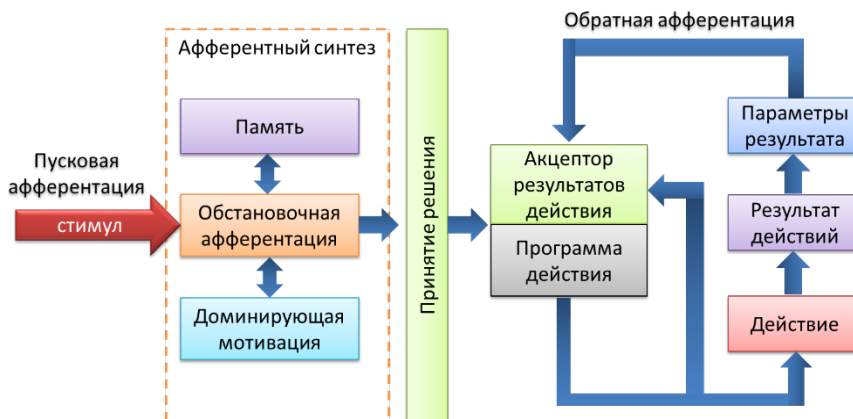 Обратная афферентация
Афферентный синтез
Память
Пусковая
афферентация
стимул
Обстановочная
афферентация
Доминирующая
мотивация
Принятие решения
Акцептор
результатов
действия
Программа
действия
Параметры
результата
Результат
действий
Действие